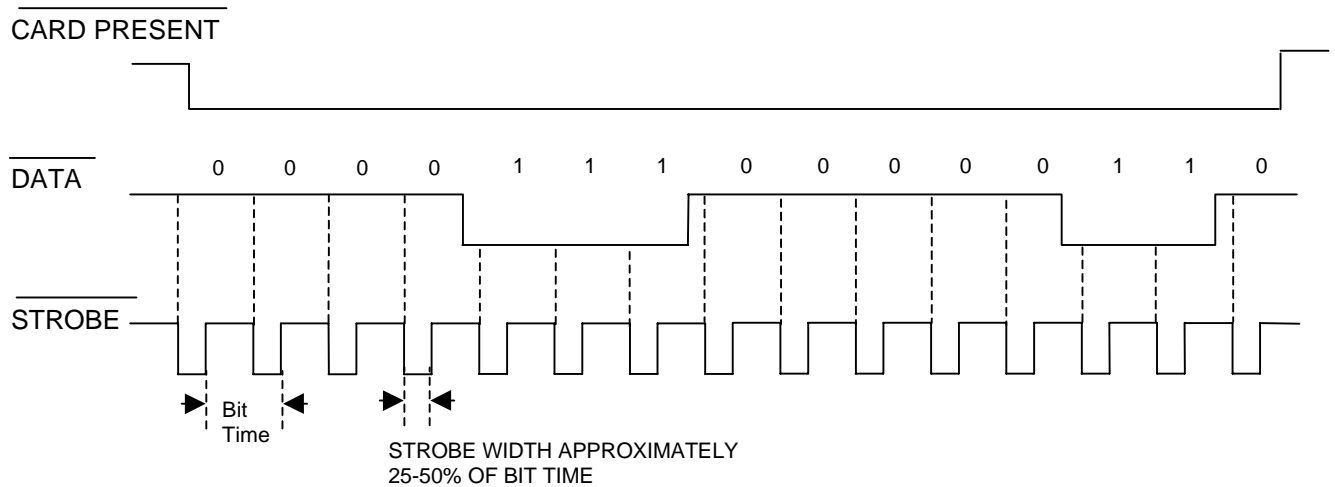 CARD PRESENT
0 0 0 0 1 1 1 0 0 0 0 0 1 1 0
DATA
STROBE
Bit
Time
STROBE WIDTH APPROXIMATELY
25-50% OF BIT TIME